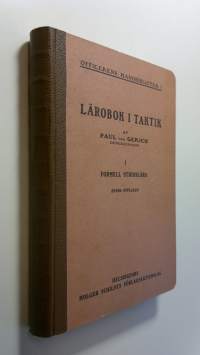 OFFICERENS HANDBIBLIOTEK I
LÄROBOK I TAKTIK
AV
PAUL VON GERICH
I
FORMELL STRIDSLÄRA
HELSINGFORS
HOLGER SCHILDTS FÖRLAGSAKTIEBOLAG